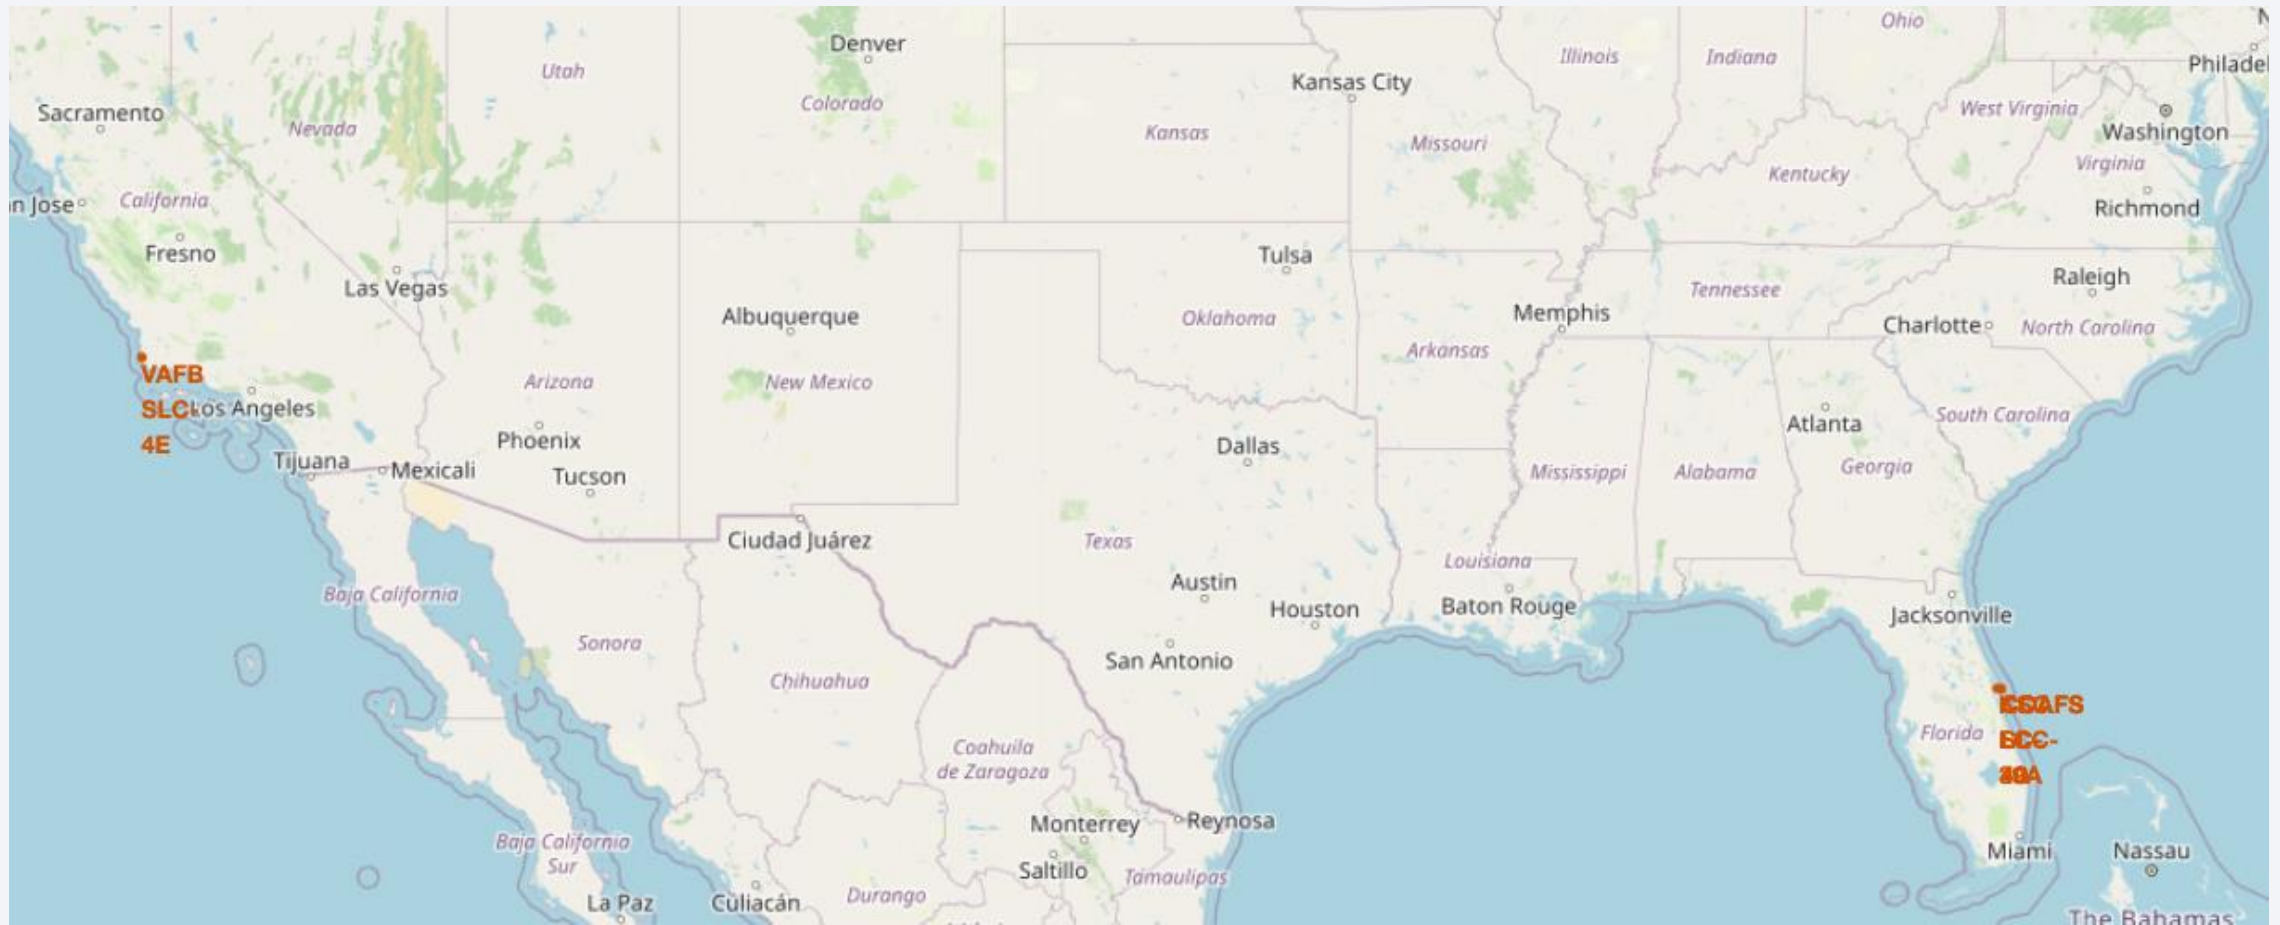 Denver
Utah
Colorado
Sacramento
Nevada
Kansas City
Kansas
Missouri
Illinois
Indiana
Ohio
Philadel
West Virginia
Washington
Virginia
Kentucky
Richmond
n Jose
California
Fresno
Las Vegas
Albuquerque
Tulsa
Oklahoma
Memphis
Tennessee
Raleigh
Charlotte
North Carolina
Arkansas
VAFB
SLC-
4E
Los Angeles
Arizona
New Mexico
Phoenix
Tucson
Tijuana
Mexicali
Dallas
Atlanta
South Carolina
Mississippi
Alabama
Georgia
Ciudad Juárez
Texas
Louisiana
Austin
Houston
Baton Rouge
Jacksonville
Baja California
Sonora
San Antonio
Chihuahua
Florida
Coahuila
de Zaragoza
Monterrey
Reynosa
Saltillo
Tamaulipas
Baja California
Sur
Durango
La Paz
Culiacán
Miami
Nassau
The Bahamas